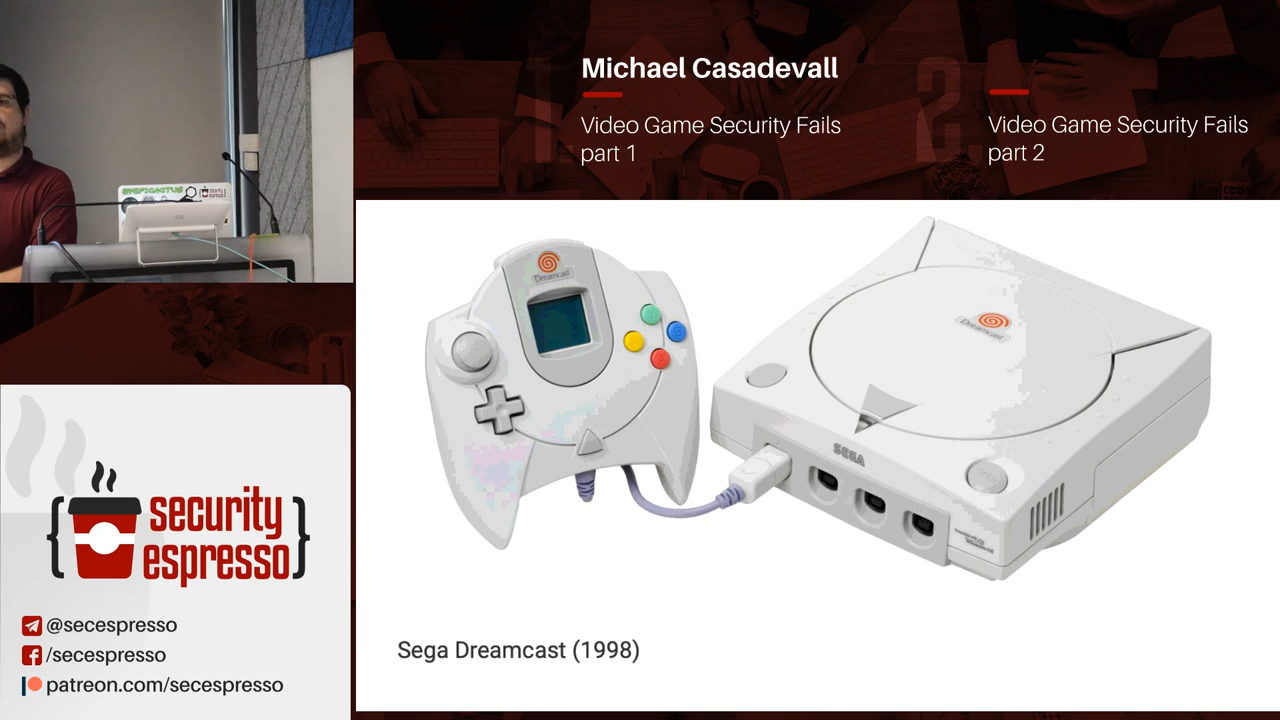 Michael Casadevall
Video Game Security Fails
part 1
2
Video Game Security Fails
part 2
Dreamcast
Dreamcast
SEGA
Sega Dreamcast (1998)
security
espresso
@secespresso
/secespresso
patreon.com/secespresso